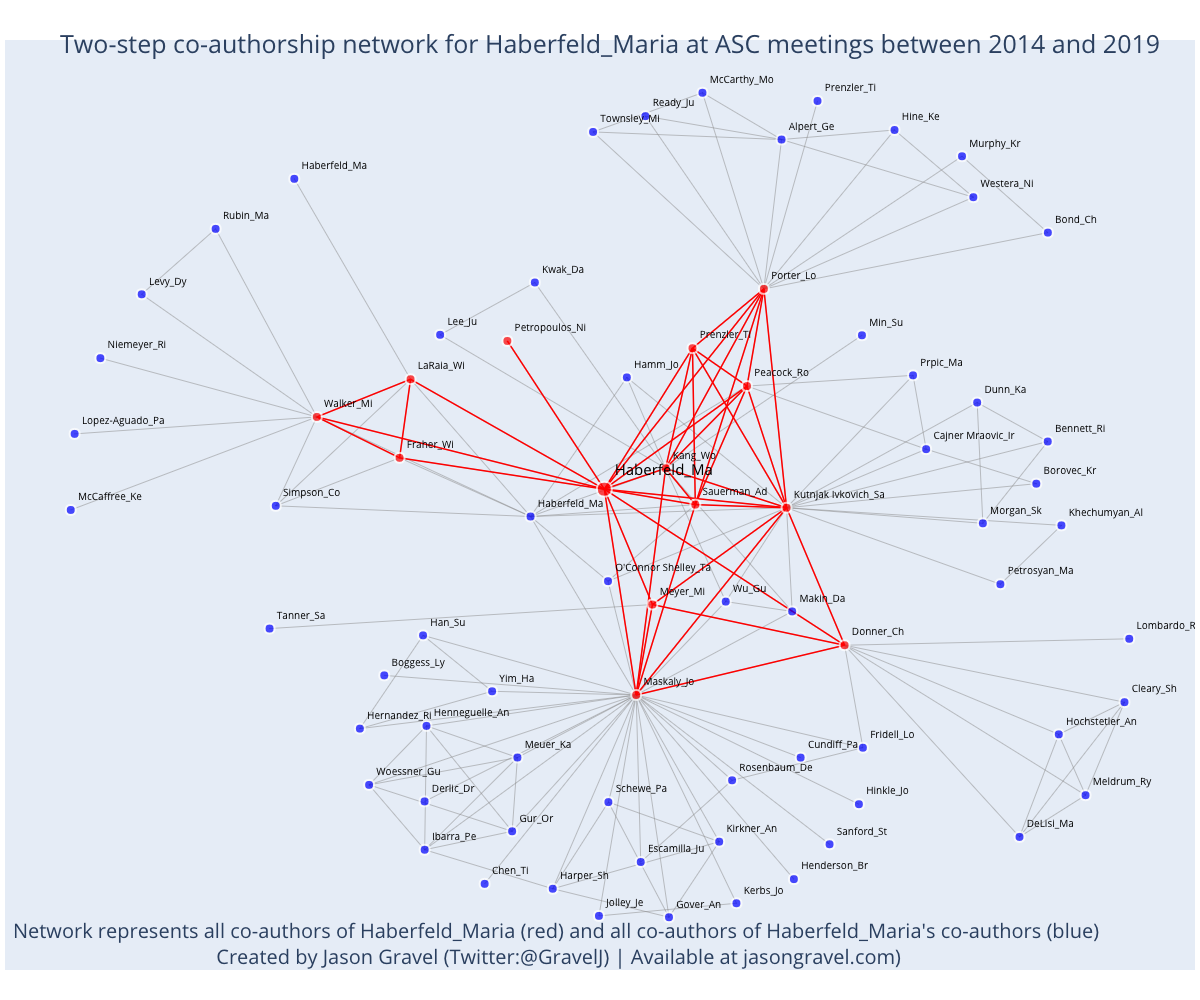 Two-step co-authorship network for Haberfeld_Maria at ASC meetings between 2014 and 2019
McCarthy_Mo
Prenzler_Ti
Ready_Ju
Townsley_Mi
Alpert_Ge
Hine_Ke
Murphy_Kr
Haberfeld_Ma
Westera_Ni
Rubin_Ma
Bond_Ch
Kwak_Da
Porter_Lo
Levy_Dy
Lee_Ju
Petropoulos_Ni
Min_Su
Prenzler_Ti
Niemeyer_Ri
LaRaia_Wi
Hamm_Jo
Peacock_Ro
Prpic_Ma
Dunn_Ka
Walker_Mi
Lopez-Aguado_Pa
Fraher_Wi
Cajner Mraovic_Ir
Bennett_Ri
Kang_Wo
Haberfeld_Ma
Borovec_Kr
McCaffree_Ke
Simpson_Co
Haberfeld_Ma
Sauerman_Ad
Kutnjak Ivkovich_Sa
Morgan_Sk
Khechumyan_Al
O'Connor Shelley_Ta
Petrosyan_Ma
Meyer_Mi
Wu_Gu
Makin_Da
Tanner_Sa
Han_Su
Donner_Ch
Lombardo_R
Boggess_Ly
Yim_Ha
Maskaly_Jo
Cleary_Sh
Hernandez_Ri
Henneguelle_An
Hochstetler_An
Meuer_Ka
Cundiff_Pa
Fridell_Lo
Woessner_Gu
Rosenbaum_De
Derlic_Dr
Schewe_Pa
Hinkle_Jo
Meldrum_Ry
Gur_Or
Kirkner_An
Sanford_St
DeLisi_Ma
Ibarra_Pe
Escamilla_Ju
Henderson_Br
Chen_Ti
Harper_Sh
Kerbs_Jo
Jolley_Je
Gover_An
Network represents all co-authors of Haberfeld_Maria (red) and all co-authors of Haberfeld_Maria's co-authors (blue)
Created by Jason Gravel (Twitter:@GravelJ) | Available at jasongravel.com)